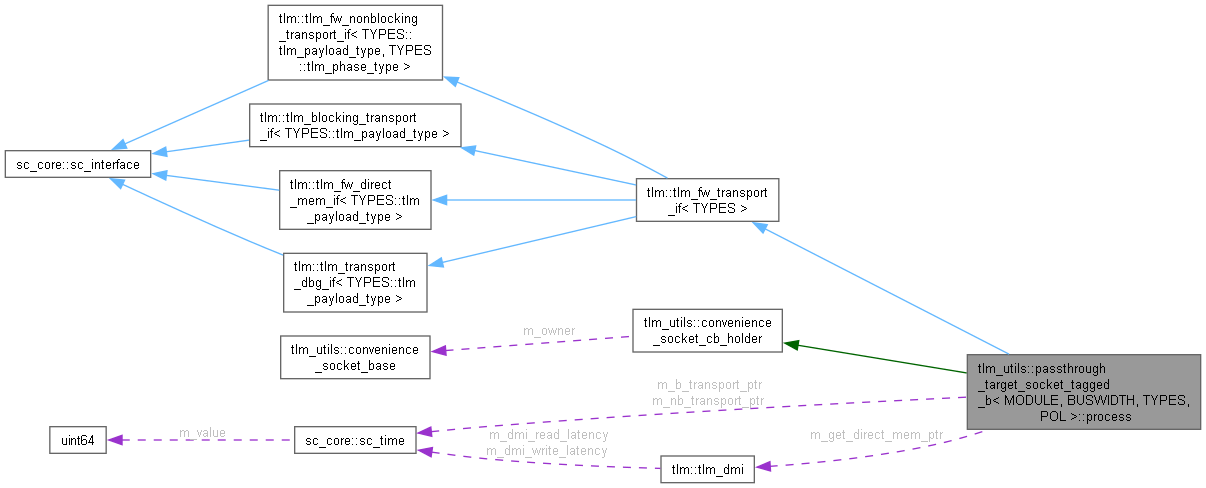 tlm::tlm_fw_nonblocking
_transport_if< TYPES::
tlm_payload_type, TYPES
::tlm_phase_type >
tlm::tlm_blocking_transport
_if< TYPES::tlm_payload_type >
sc_core::sc_interface
tlm::tlm_fw_direct
_mem_if< TYPES::tlm
_payload_type >
tlm::tlm_fw_transport
_if< TYPES >
tlm::tlm_transport
_dbg_if< TYPES::tlm
_payload_type >
tlm_utils::convenience
_socket_cb_holder
m_owner
tlm_utils::convenience
_socket_base
tlm_utils::passthrough
_target_socket_tagged
_b< MODULE, BUSWIDTH, TYPES,
POL >::process
m_b_transport_ptr
m_nb_transport_ptr
uint64
m_value
sc_core::sc_time
m_dmi_read_latency
m_dmi_write_latency
m_get_direct_mem_ptr
tlm::tlm_dmi